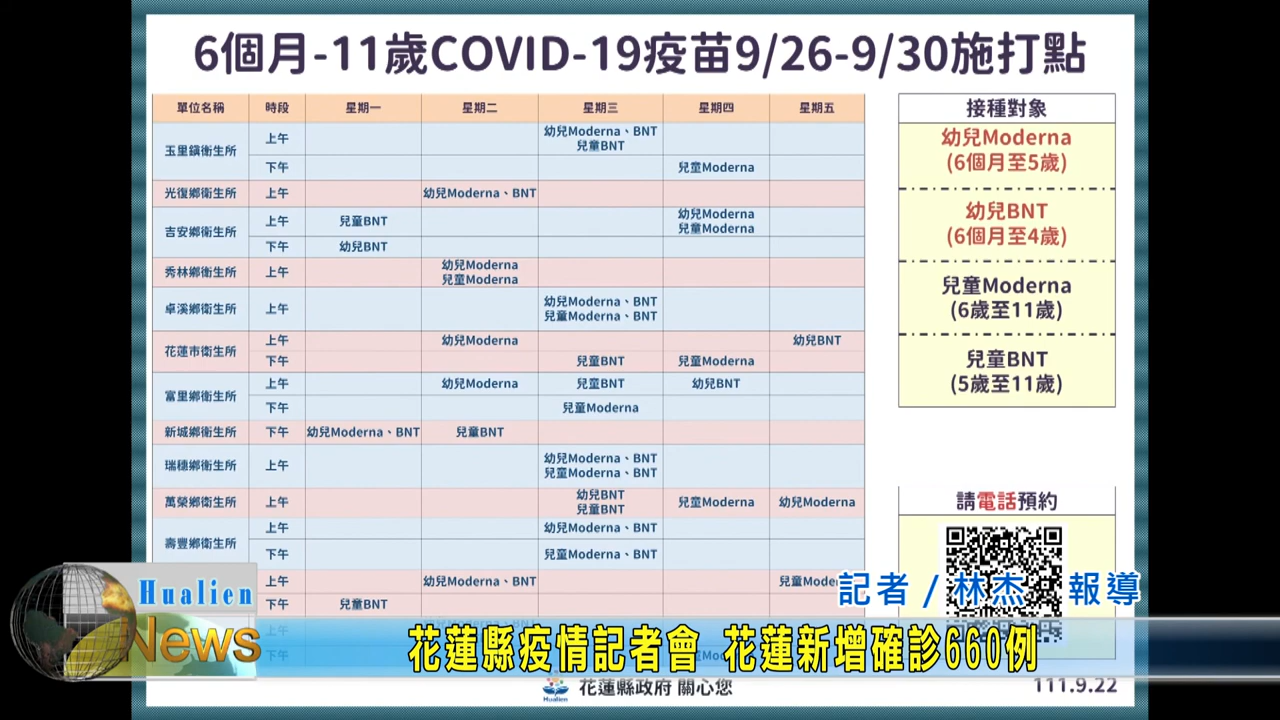 6個月-11歲COVID-19疫苗9/26-9/30施打點
單位名稱 時段 星期一 星期二 星期三 星期四 星期五
玉里鎮衛生所 上午 幼兒Moderna、BNT
兒童BNT
下午 兒童Moderna
光復鄉衛生所 上午 幼兒Moderna、BNT
吉安鄉衛生所 上午 兒童BNT 幼兒Moderna
兒童Moderna
下午 幼兒BNT
秀林鄉衛生所 上午 幼兒Moderna
兒童Moderna
卓溪鄉衛生所 上午 幼兒Moderna、BNT
兒童Moderna、BNT
花蓮市衛生所 上午 幼兒Moderna 幼兒BNT
下午 兒童BNT 兒童Moderna
富里鄉衛生所 上午 幼兒Moderna 兒童BNT 幼兒BNT
下午 兒童Moderna
新城鄉衛生所 下午 幼兒Moderna、BNT 兒童BNT
瑞穗鄉衛生所 上午 幼兒Moderna、BNT
兒童Moderna、BNT
萬榮鄉衛生所 上午 幼兒BNT
兒童BNT
兒童Moderna 幼兒Moderna
壽豐鄉衛生所 上午 幼兒Moderna、BNT
下午 兒童Moderna、BNT
上午 幼兒Moderna、BNT 兒童Moder
下午 兒童BNT
上午
下午
接種對象
幼兒Moderna
(6個月至5歲)
幼兒BNT
(6個月至4歲)
兒童Moderna
(6歲至11歲)
兒童BNT
(5歲至11歲)
請電話預約
記者/林杰 報導
Hualien
News
花蓮縣疫情記者會 花蓮新增確診660例
Hualien
花蓮縣政府 關心您
111.9.22